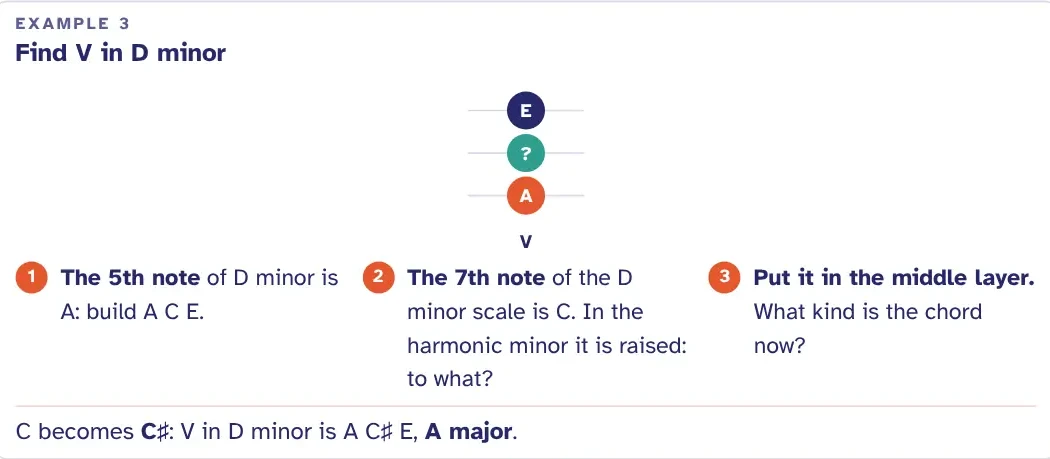 EXAMPLE 3
Find V in D minor
E
?
A
V
1
The 5th note of D minor is
A: build A C E.
2
The 7th note of the D
minor scale is C. In the
harmonic minor it is raised:
to what?
3
Put it in the middle layer.
What kind is the chord
now?
C becomes C♯: V in D minor is A C♯ E, A major.